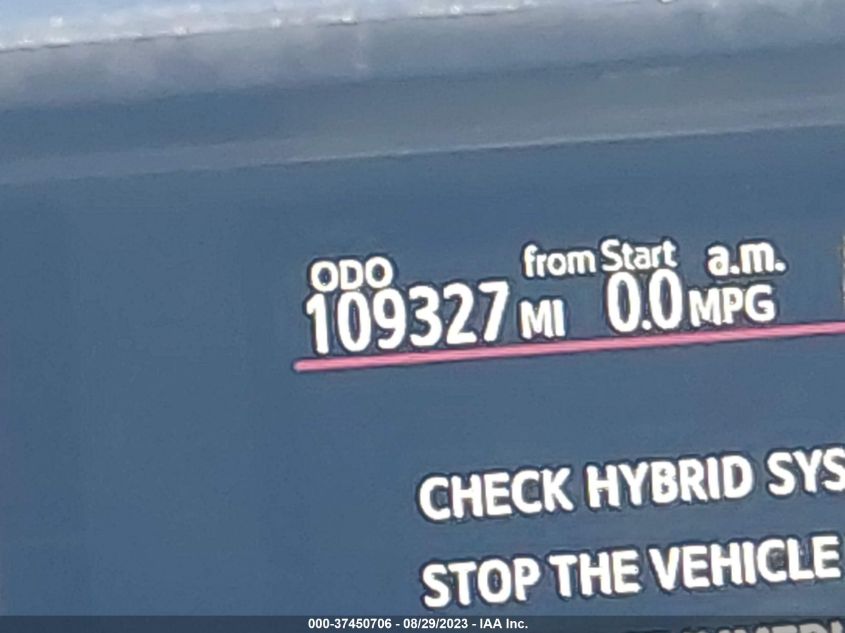 ODO from Start a.m.
109327 MI 0.0 MPG
CHECK HYBRID SYS
STOP THE VEHICLE
000-37450706 - 08/29/2023 - IAA Inc.